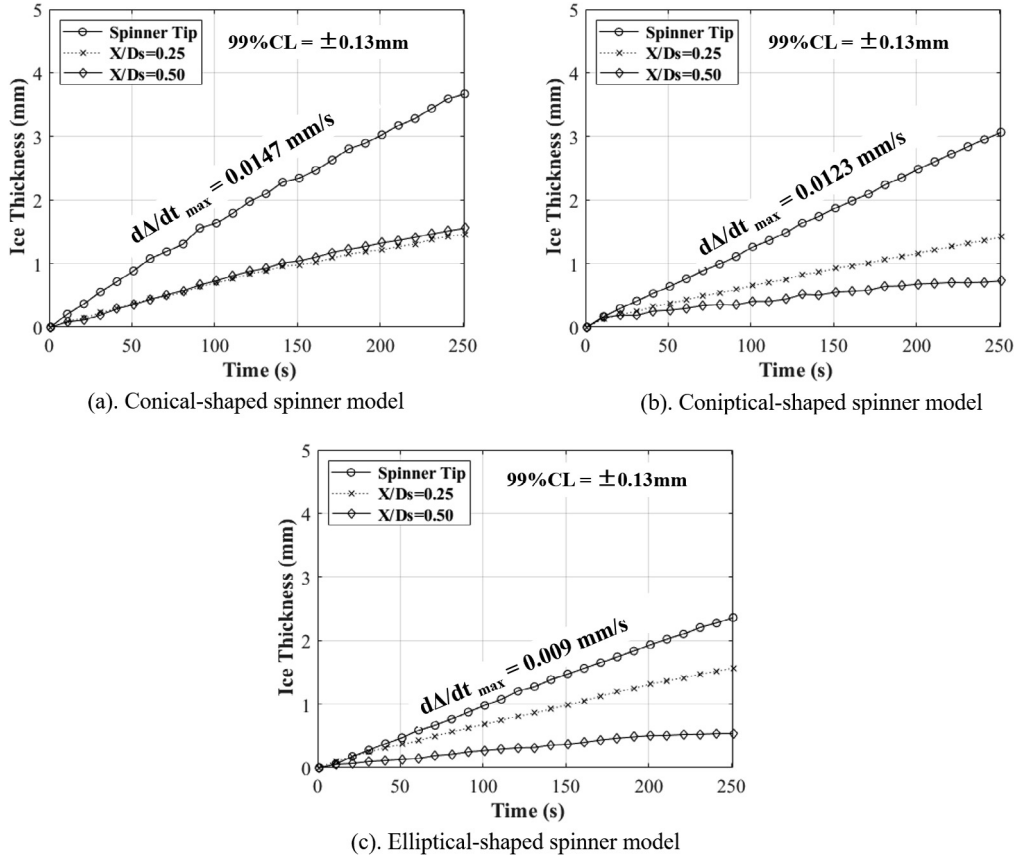 5
4
3
2
1
0
Ice Thickness (mm)
Spinner Tip
X/Ds=0.25
X/Ds=0.50
99%CL = ±0.13mm
dΔ/dt max = 0.0147 mm/s
0 50 100 150 200 250
Time (s)
(a). Conical-shaped spinner model
5
4
3
2
1
0
Ice Thickness (mm)
Spinner Tip
X/Ds=0.25
X/Ds=0.50
99%CL = ±0.13mm
dΔ/dt max = 0.0123 mm/s
0 50 100 150 200 250
Time (s)
(b). Coniptical-shaped spinner model
5
4
3
2
1
0
Ice Thickness (mm)
Spinner Tip
X/Ds=0.25
X/Ds=0.50
99%CL = ±0.13mm
dΔ/dt max = 0.009 mm/s
0 50 100 150 200 250
Time (s)
(c). Elliptical-shaped spinner model